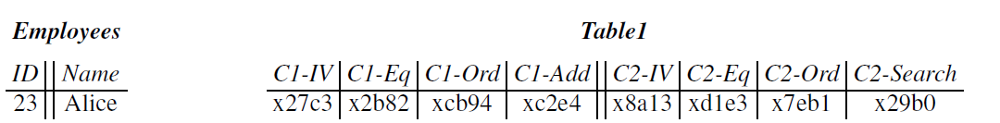 Employees Table1
ID Name C1-IV C1-Eq C1-Ord C1-Add C2-IV C2-Eq C2-Ord C2-Search
23 Alice x27c3 x2b82 xcb94 xc2e4 x8a13 xd1e3 x7eb1 x29b0